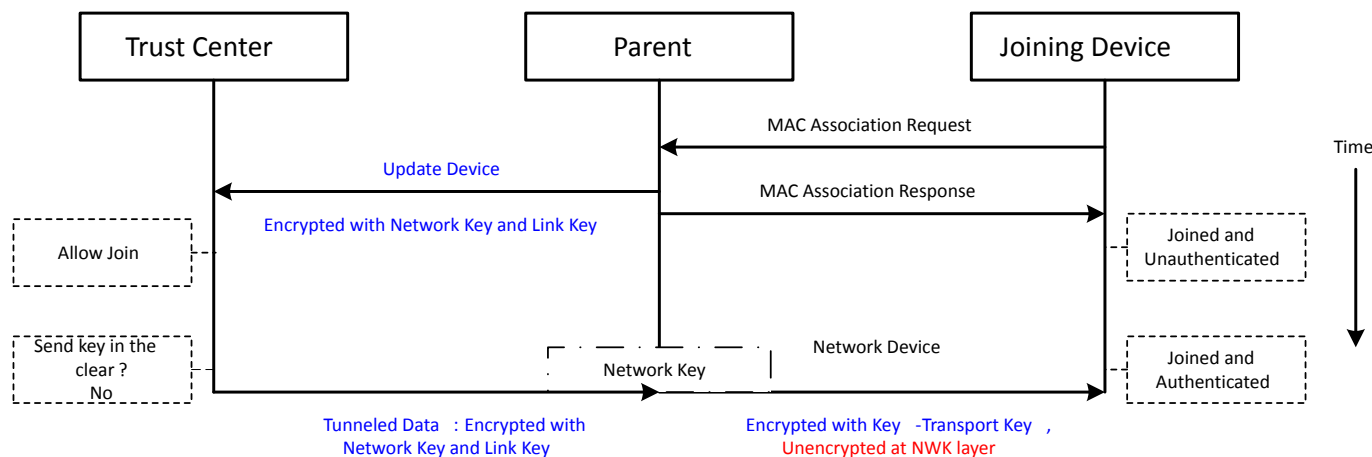 Trust Center
Parent
Joining Device
MAC Association Request
Time
Update Device
MAC Association Response
Encrypted with Network Key and Link Key
Allow Join
Joined and
Unauthenticated
Send key in the
clear ?
No
Network Key
Network Device
Joined and
Authenticated
Tunneled Data : Encrypted with
Network Key and Link Key
Encrypted with Key -Transport Key ,
Unencrypted at NWK layer